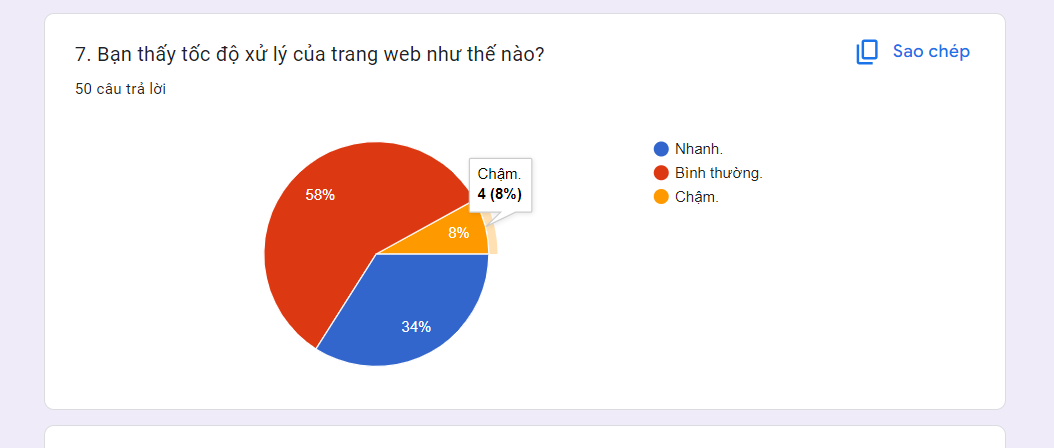 7. Bạn thấy tốc độ xử lý của trang web như thế nào?
Sao chép
50 câu trả lời
Nhanh.
Bình thường.
Chậm.
Chậm.
4 (8%)
58%
8%
34%